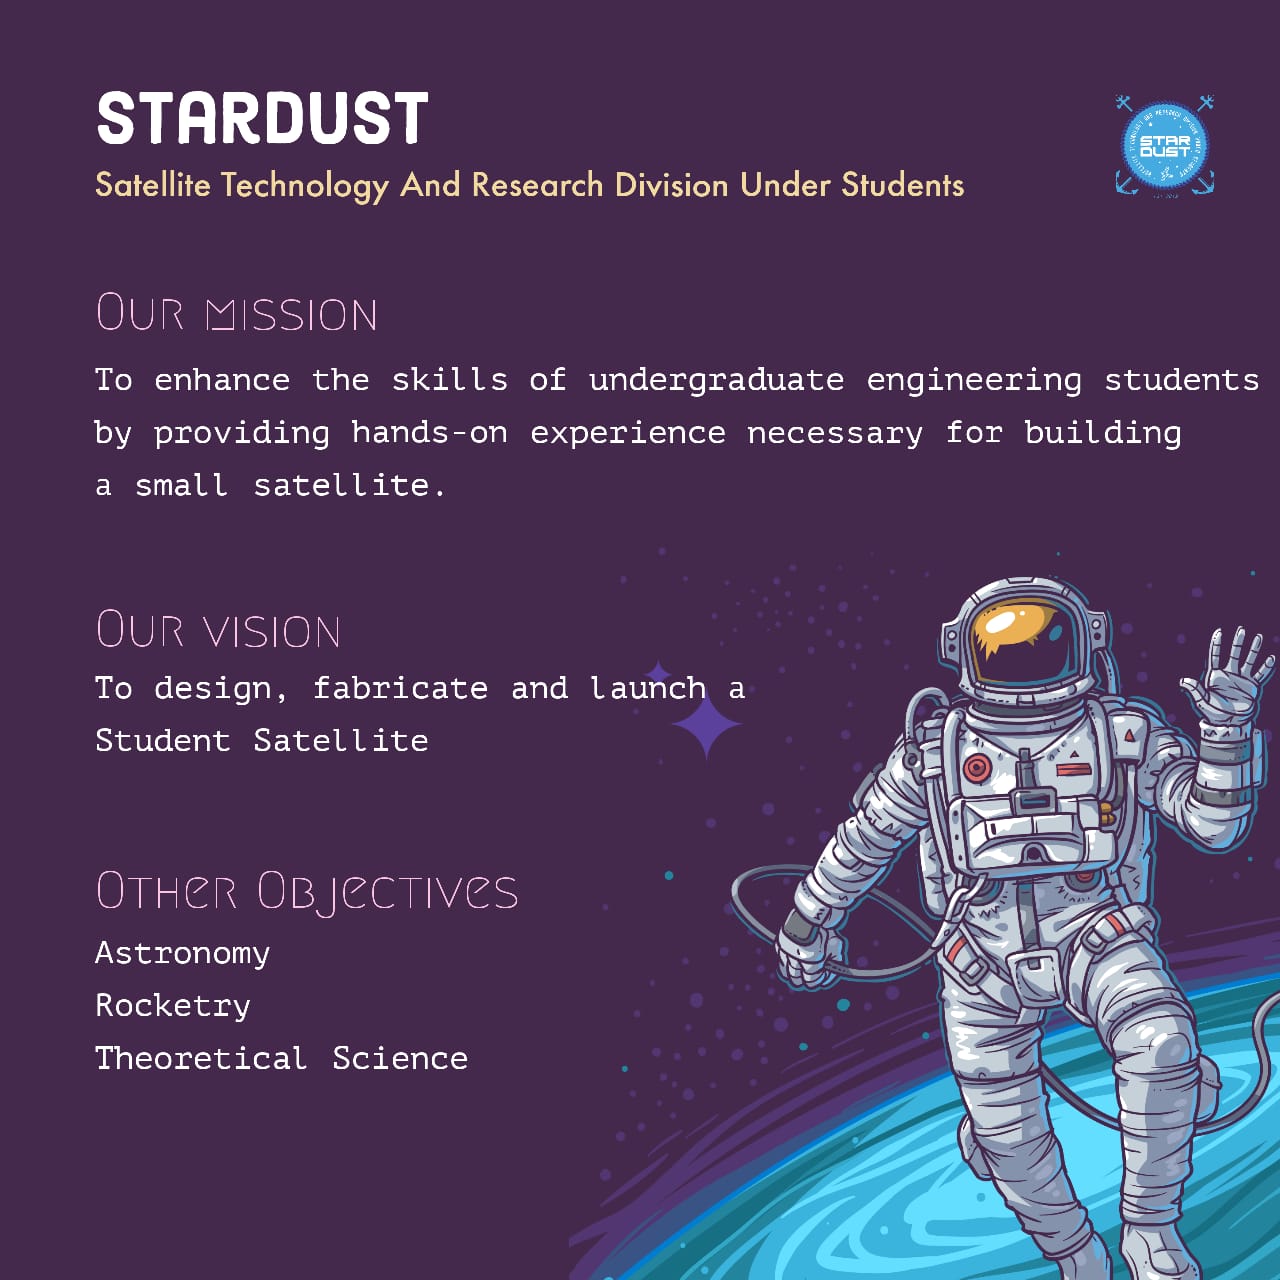 STARDUST
Satellite Technology And Research Division Under Students
STAR
DUST
Our mission
To enhance the skills of undergraduate engineering students
by providing hands-on experience necessary for building
a small satellite.
Our vision
To design, fabricate and launch a
Student Satellite
Other Objectives
Astronomy
Rocketry
Theoretical Science